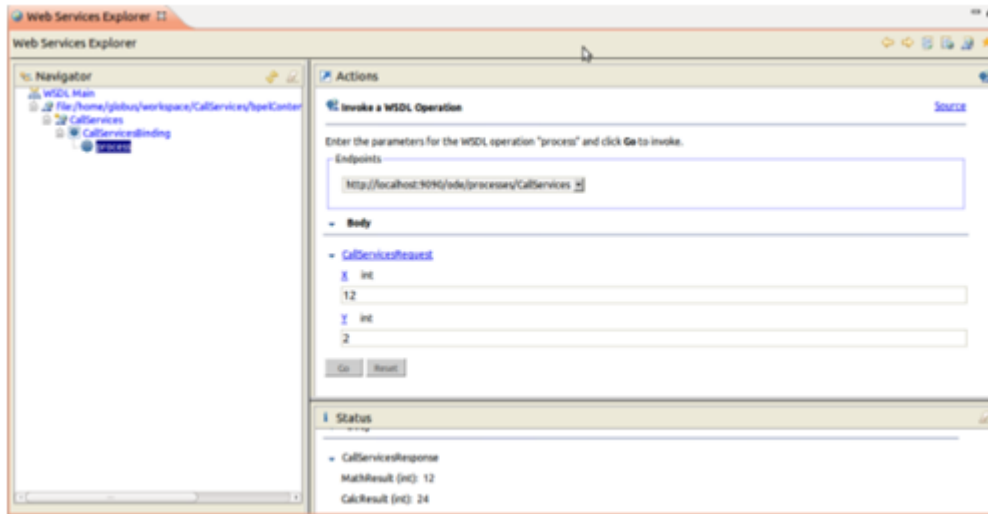 Web Services Explorer
Web Services Explorer
Navigator
WSDL Main
file:/home/globus/workspace/CallServices/bpelConter
CallServices
CallServicesBinding
process
Actions
Invoke a WSDL Operation
Source
Enter the parameters for the WSDL operation "process" and click Go to invoke.
Endpoints
http://localhost:9090/ode/processes/CallServices
Body
CallServicesRequest
X int
12
Y int
2
Go Reset
Status
CallServicesResponse
MathResult (int): 12
CalcResult (int): 24